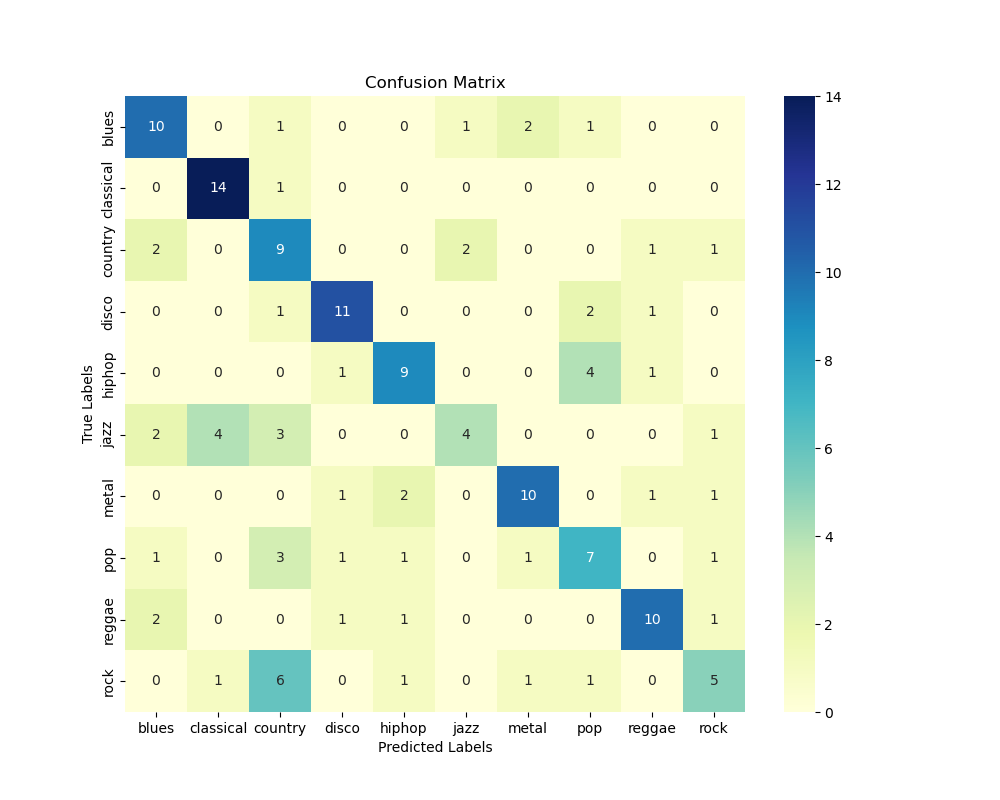 Confusion Matrix
True Labels
blues 10 0 1 0 0 1 2 1 0 0
classical 0 14 1 0 0 0 0 0 0 0
country 2 0 9 0 0 2 0 0 1 1
disco 0 0 1 11 0 0 0 2 1 0
hiphop 0 0 0 1 9 0 0 4 1 0
jazz 2 4 3 0 0 4 0 0 0 1
metal 0 0 0 1 2 0 10 0 1 1
pop 1 0 3 1 1 0 1 7 0 1
reggae 2 0 0 1 1 0 0 0 10 1
rock 0 1 6 0 1 0 1 1 0 5
blues classical country disco hiphop jazz metal pop reggae rock
Predicted Labels
14
12
10
8
6
4
2
0